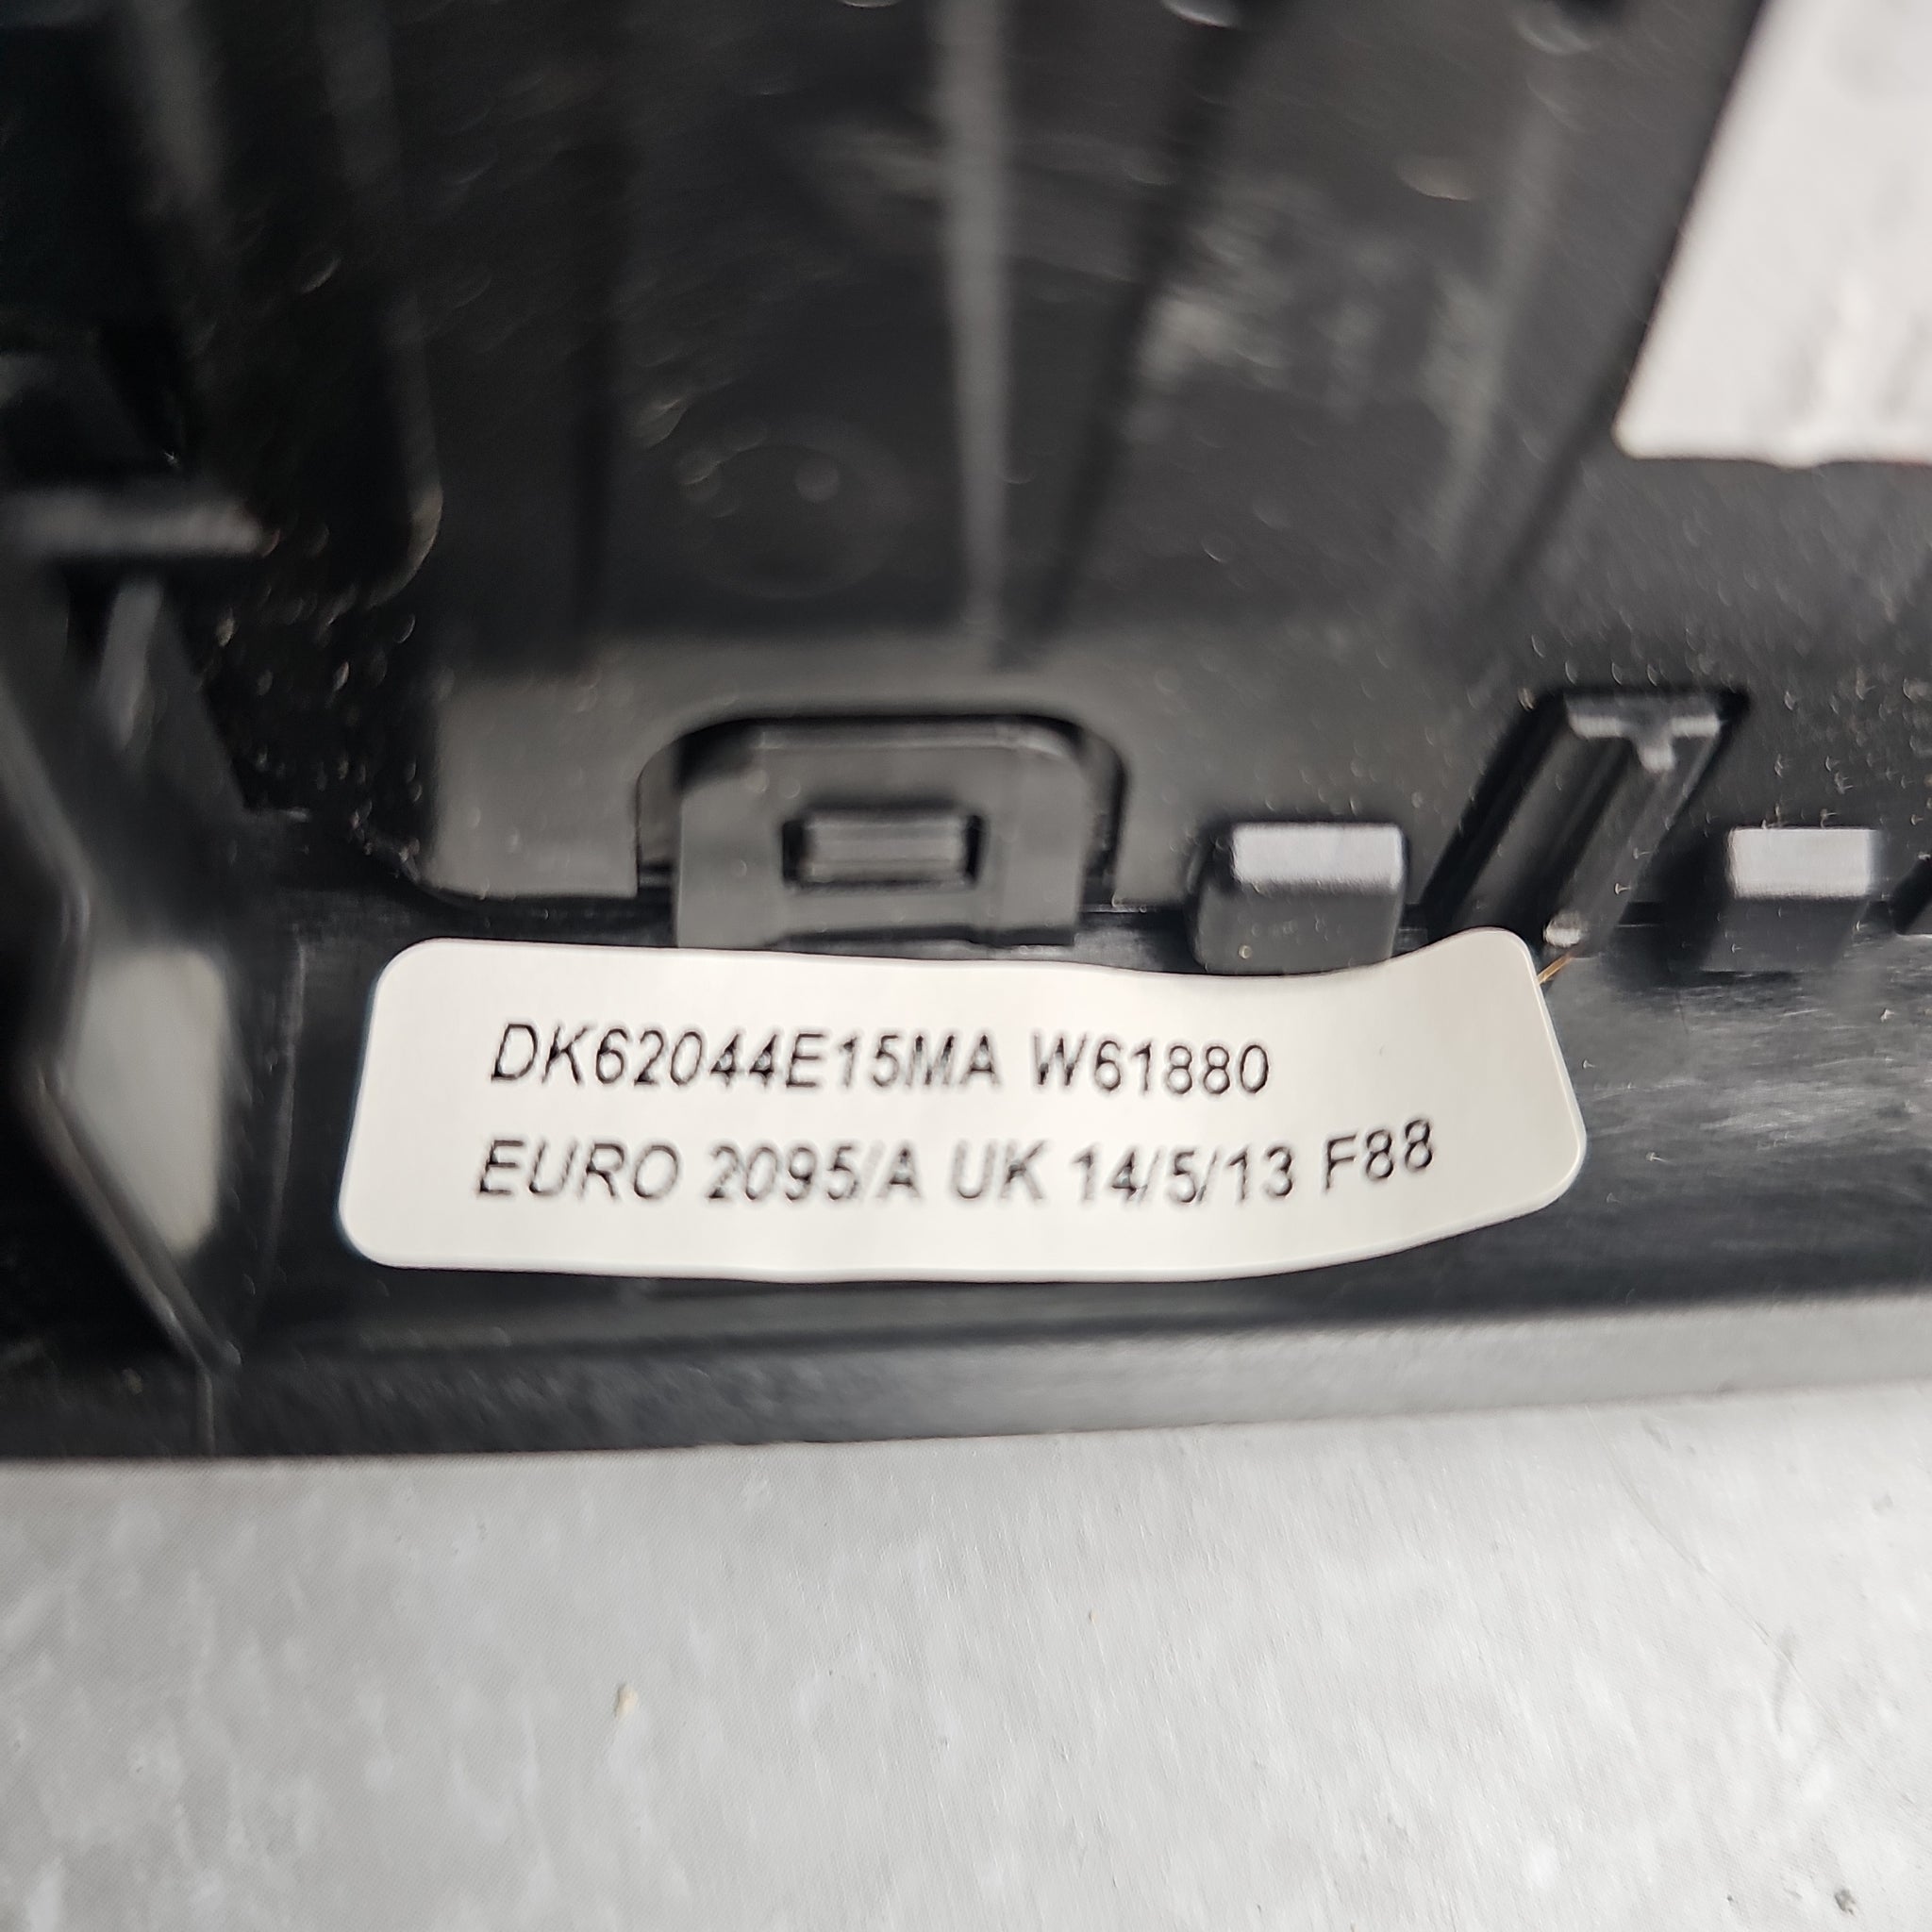 DK62044E15MA W61880
EURO 2095/A UK 14/5/13 F88